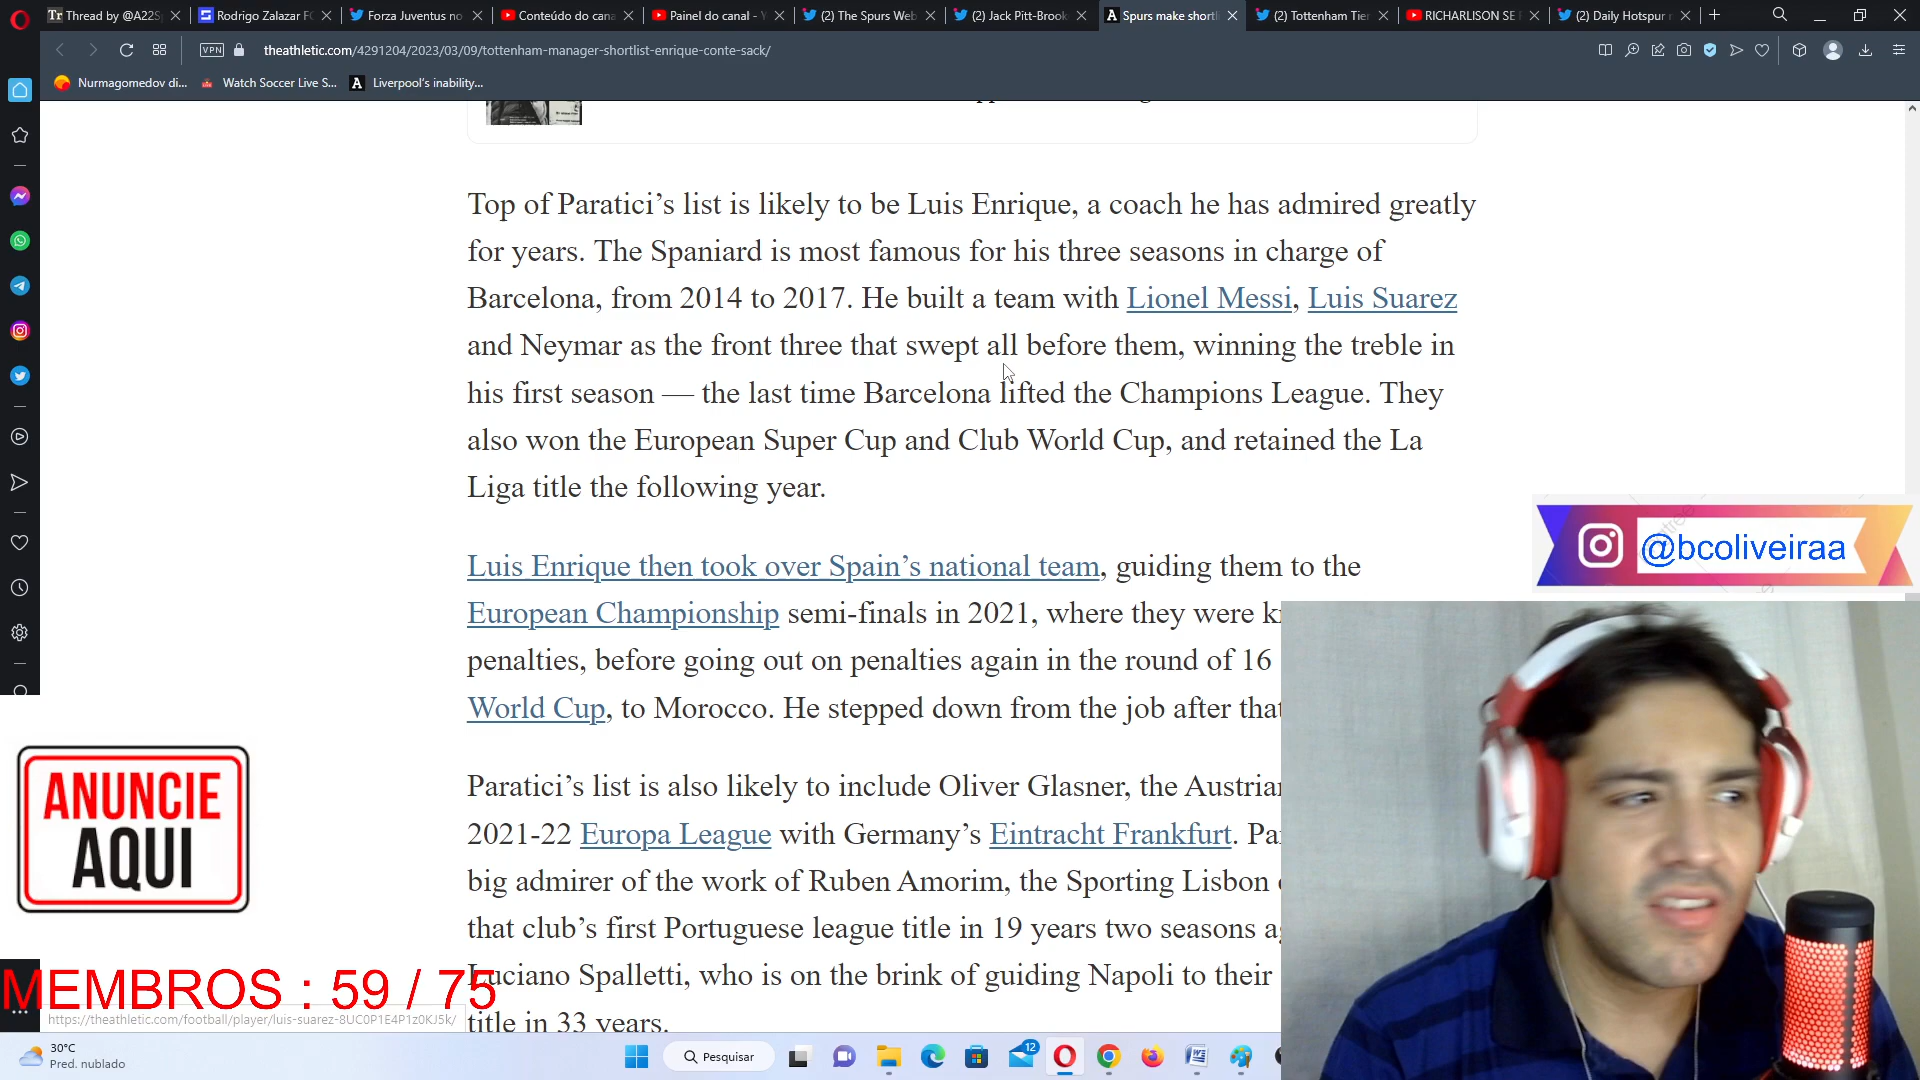 Thread by @A22S
Rodrigo Zalazar FC
Forza Juventus no
Conteúdo do cana
Painel do canal - Y
(2) The Spurs Web
(2) Jack Pitt-Brook
Spurs make shortl
(2) Tottenham Tier
RICHARLISON SE
(2) Daily Hotspur
VPN
theathletic.com/4291204/2023/03/09/tottenham-manager-shortlist-enrique-conte-sack/
Nurmagomedov di...
Watch Soccer Live S...
Liverpool's inability...
Top of Paratici’s list is likely to be Luis Enrique, a coach he has admired greatly
for years. The Spaniard is most famous for his three seasons in charge of
Barcelona, from 2014 to 2017. He built a team with Lionel Messi, Luis Suarez
and Neymar as the front three that swept all before them, winning the treble in
his first season — the last time Barcelona lifted the Champions League. They
also won the European Super Cup and Club World Cup, and retained the La
Liga title the following year.
@bcoliveiraa
Luis Enrique then took over Spain’s national team, guiding them to the
European Championship semi-finals in 2021, where they were
penalties, before going out on penalties again in the round of 16
World Cup, to Morocco. He stepped down from the job after that
Paratici’s list is also likely to include Oliver Glasner, the Austrian
2021-22 Europa League with Germany’s Eintracht Frankfurt.
big admirer of the work of Ruben Amorim, the Sporting Lisbon
that club’s first Portuguese league title in 19 years two seasons
Luciano Spalletti, who is on the brink of guiding Napoli to their
title in 33 years.
ANUNCIE
AQUI
MEMBROS : 59 / 75
https://theathletic.com/football/player/luis-suarez-8UC0P1E4P1z0KJ5k/
30°C
Pred. nublado
Pesquisar
12